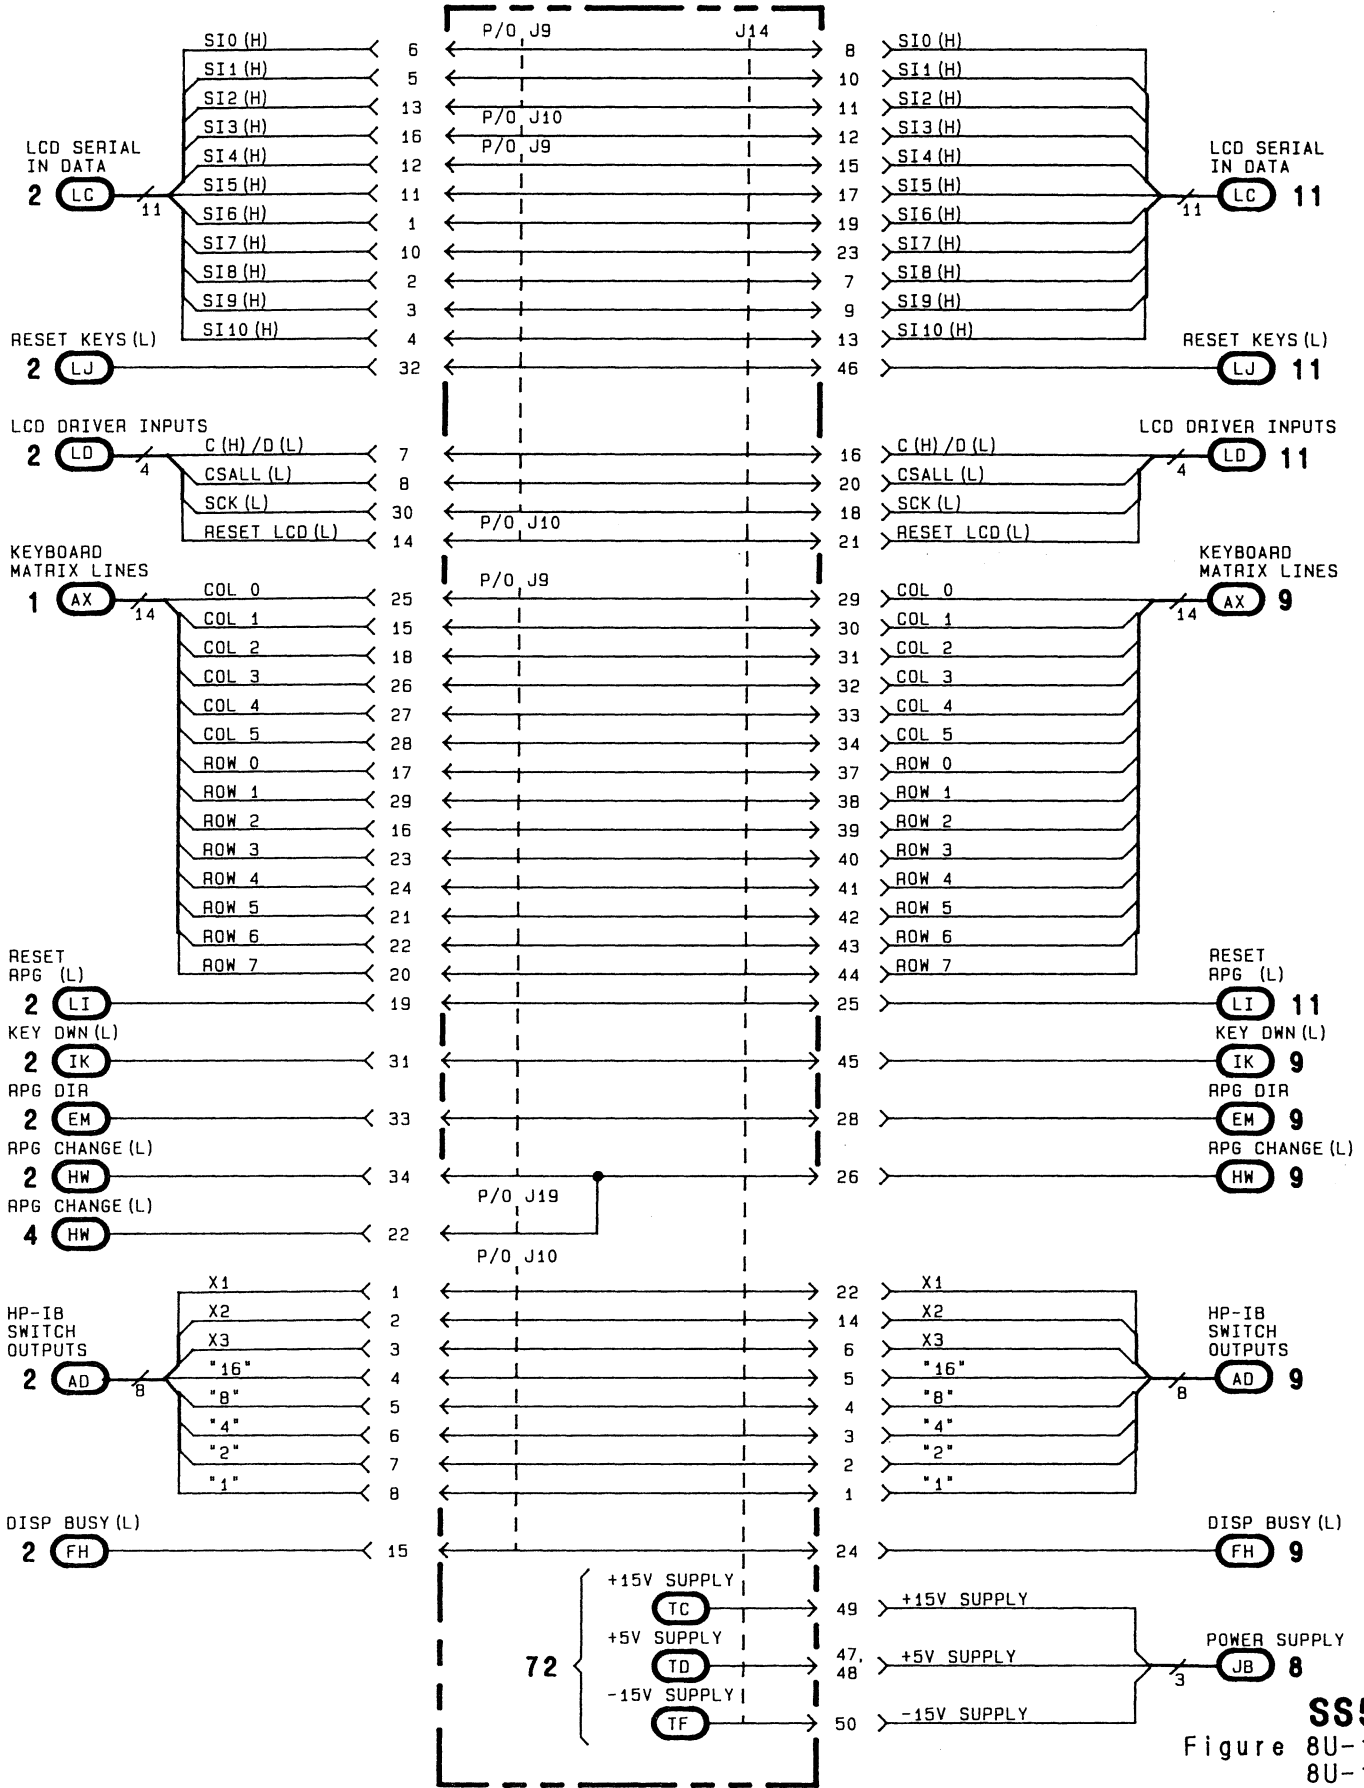 P/O J9 J14
SI0(H) 6 8 SI0(H)
SI1(H) 5 10 SI1(H)
SI2(H) 13 11 SI2(H)
P/O J10
SI3(H) 16 12 SI3(H)
P/O J9
LCD SERIAL
IN DATA
SI4(H) 12 15 SI4(H)
LCD SERIAL
IN DATA
2 LC 11 SI5(H) 11 17 SI5(H) 11 LC 11
SI6(H) 1 19 SI6(H)
SI7(H) 10 23 SI7(H)
SI8(H) 2 7 SI8(H)
SI9(H) 3 9 SI9(H)
SI10(H) 4 13 SI10(H)
RESET KEYS(L) RESET KEYS(L)
2 LJ 32 46 LJ 11
LCD DRIVER INPUTS LCD DRIVER INPUTS
2 LD 4 C(H)/D(L) 7 16 C(H)/D(L) 4 LD 11
CSALL(L) 8 20 CSALL(L)
SCK(L) 30 18 SCK(L)
P/O J10
RESET LCD(L) 14 21 RESET LCD(L)
KEYBOARD
MATRIX LINES
P/O J9
KEYBOARD
MATRIX LINES
1 AX 14 COL 0 25 29 COL 0 14 AX 9
COL 1 15 30 COL 1
COL 2 18 31 COL 2
COL 3 26 32 COL 3
COL 4 27 33 COL 4
COL 5 28 34 COL 5
ROW 0 17 37 ROW 0
ROW 1 29 38 ROW 1
ROW 2 16 39 ROW 2
ROW 3 23 40 ROW 3
ROW 4 24 41 ROW 4
ROW 5 21 42 ROW 5
ROW 6 22 43 ROW 6
ROW 7 20 44 ROW 7
RESET
RPG (L)
RESET
RPG (L)
2 LI 19 25 LI 11
KEY DWN(L) KEY DWN(L)
2 IK 31 45 IK 9
RPG DIR RPG DIR
2 EM 33 28 EM 9
RPG CHANGE(L) RPG CHANGE(L)
2 HW 34 26 HW 9
P/O J19
RPG CHANGE(L)
4 HW 22
P/O J10
X1 1 22 X1
HP-IB
SWITCH
OUTPUTS
X2 2 14 X2
HP-IB
SWITCH
OUTPUTS
X3 3 6 X3
2 AD 8 "16" 4 5 "16" 8 AD 9
"8" 5 4 "8"
"4" 6 3 "4"
"2" 7 2 "2"
"1" 8 1 "1"
DISP BUSY(L) DISP BUSY(L)
2 FH 15 24 FH 9
+15V SUPPLY
TC 49 +15V SUPPLY
+5V SUPPLY POWER SUPPLY
72 TD 47, 48 +5V SUPPLY 3 JB 8
-15V SUPPLY
TF 50 -15V SUPPLY
Figure 8U-
8U-